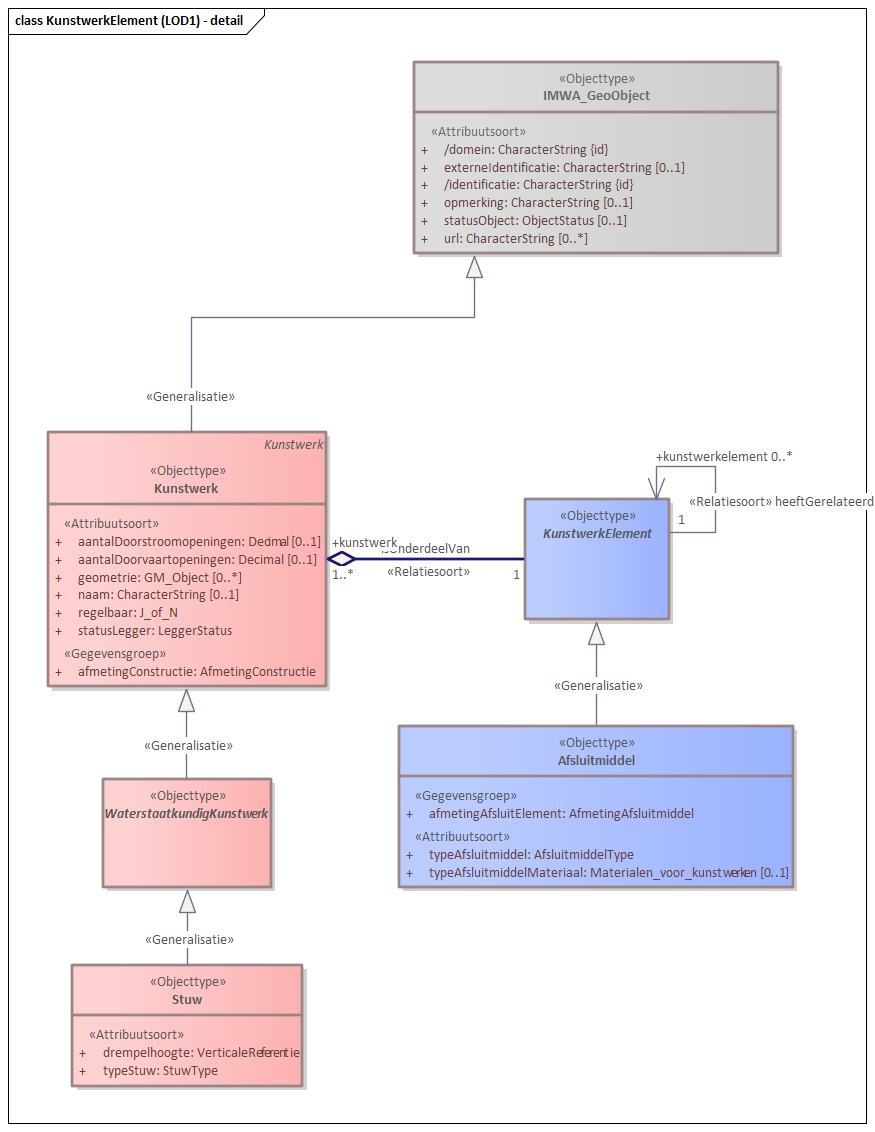 class KunstwerkElement (LOD1) - detail
«Objecttype»
IMWA_GeoObject
«Attribuutsoort»
+ /domein: CharacterString {id}
+ externeIdentificatie: CharacterString [0..1]
+ /identificatie: CharacterString {id}
+ opmerking: CharacterString [0..1]
+ statusObject: ObjectStatus [0..1]
+ url: CharacterString [0..*]
«Generalisatie»
Kunstwerk
«Objecttype»
Kunstwerk
«Attribuutsoort»
+ aantalDoorstroomopeningen: Decimal [0..1]
+ aantalDoorvaartopeningen: Decimal [0..1]
+ geometrie: GM_Object [0..*]
+ naam: CharacterString [0..1]
+ regelbaar: J_of_N
+ statusLegger: LeggerStatus
«Gegevensgroep»
+ afmetingConstructie: AfmetingConstructie
+kunstwerk
isOnderdeelVan
1..*
«Relatiesoort»
1
+kunstwerkelement 0..*
«Relatiesoort» heeftGerelateerd
1
«Objecttype»
KunstwerkElement
«Generalisatie»
«Objecttype»
Afsluitmiddel
«Gegevensgroep»
+ afmetingAfsluitElement: AfmetingAfsluitmiddel
«Attribuutsoort»
+ typeAfsluitmiddel: AfsluitmiddelType
+ typeAfsluitmiddelMateriaal: Materialen_voor_kunstwerken [0..1]
«Generalisatie»
«Objecttype»
WaterstaatkundigKunstwerk
«Generalisatie»
«Objecttype»
Stuw
«Attribuutsoort»
+ drempelhoogte: VerticaleReferentie
+ typeStuw: StuwType